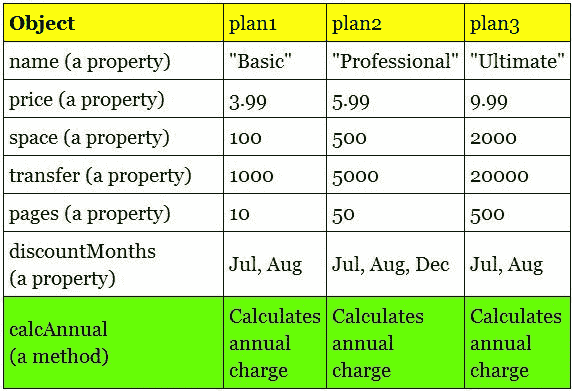 Object plan1 plan2 plan3
name (a property) "Basic" "Professional" "Ultimate"
price (a property) 3.99 5.99 9.99
space (a property) 100 500 2000
transfer (a property) 1000 5000 20000
pages (a property) 10 50 500
discountMonths
(a property) Jul, Aug Jul, Aug, Dec Jul, Aug
calcAnnual
(a method) Calculates
annual
charge Calculates
annual
charge Calculates
annual
charge